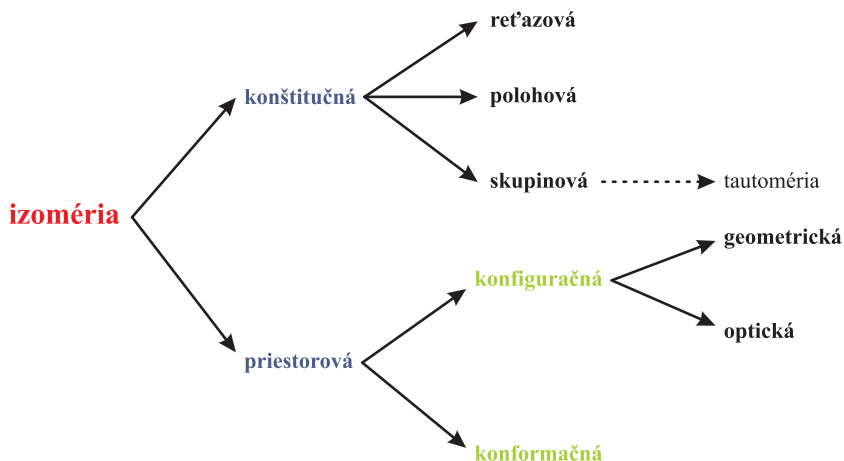 reťazová
konštitučná
polohová
skupinová
tautoméria
izoméria
geometrická
konfiguračná
optická
priestorová
konformačná